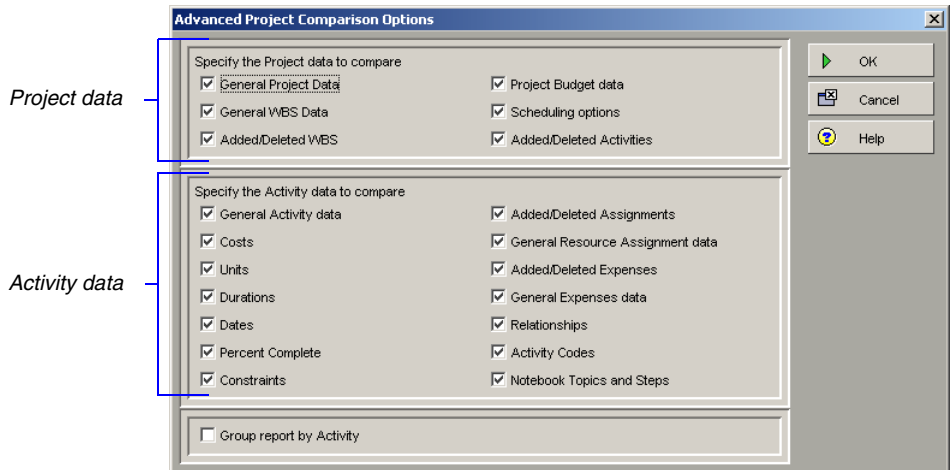 Advanced Project Comparison Options
Project data
Specify the Project data to compare
General Project Data
Project Budget data
General WBS Data
Scheduling options
Added/Deleted WBS
Added/Deleted Activities
OK
Cancel
Help
Activity data
Specify the Activity data to compare
General Activity data
Added/Deleted Assignments
Costs
General Resource Assignment data
Units
Added/Deleted Expenses
Durations
General Expenses data
Dates
Relationships
Percent Complete
Activity Codes
Constraints
Notebook Topics and Steps
Group report by Activity